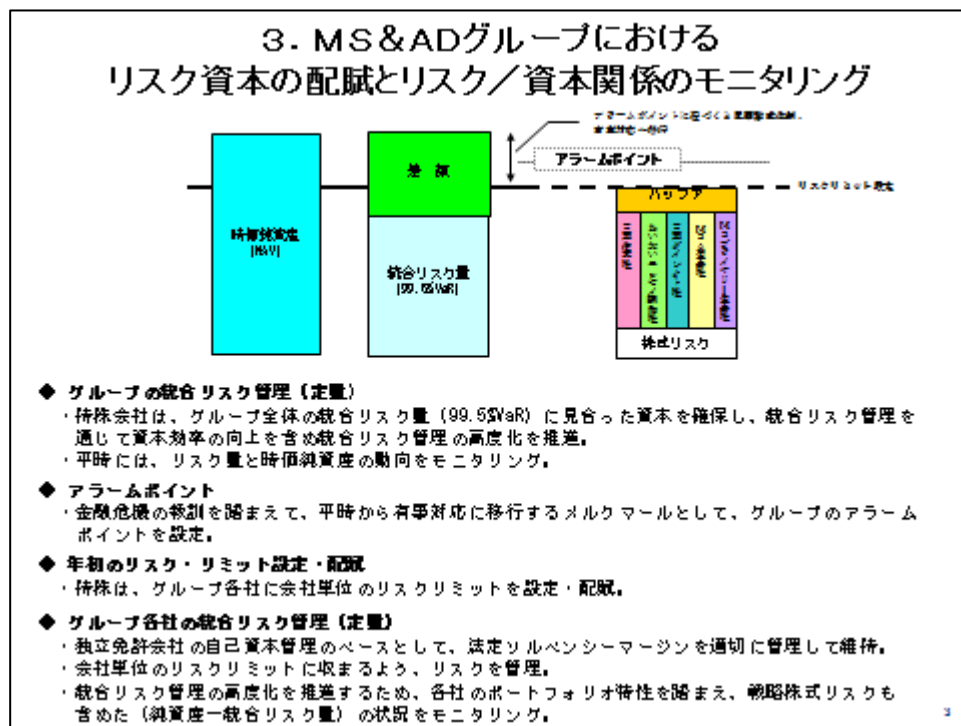 3. MS&ADグループにおける
リスク資本の配賦とリスク/資本関係のモニタリング
アラームポイント
差 額
バッファ
リスクリミット設定
時価純資産
(NAV)
統合リスク量
(99.5%VaR)
株式リスク
◆ グループの統合リスク管理(定量)
・持株会社は、グループ全体の統合リスク量(99.5%VaR)に見合った資本を確保し、統合リスク管理を
通じて資本効率の向上を含め統合リスク管理の高度化を推進。
・平時には、リスク量と時価純資産の動向をモニタリング。
◆ アラームポイント
・金融危機の教訓を踏まえて、平時から有事対応に移行するメルクマールとして、グループのアラーム
ポイントを設定。
◆ 年初のリスク・リミット設定・配賦
・持株は、グループ各社に会社単位のリスクリミットを設定・配賦。
◆ グループ各社の統合リスク管理(定量)
・独立免許会社の自己資本管理のベースとして、法定ソルベンシーマージンを適切に管理して維持。
・会社単位のリスクリミットに収まるよう、リスクを管理。
・統合リスク管理の高度化を推進するため、各社のポートフォリオ特性を踏まえ、戦略株式リスクも
含めた(純資産-統合リスク量)の状況をモニタリング。
3